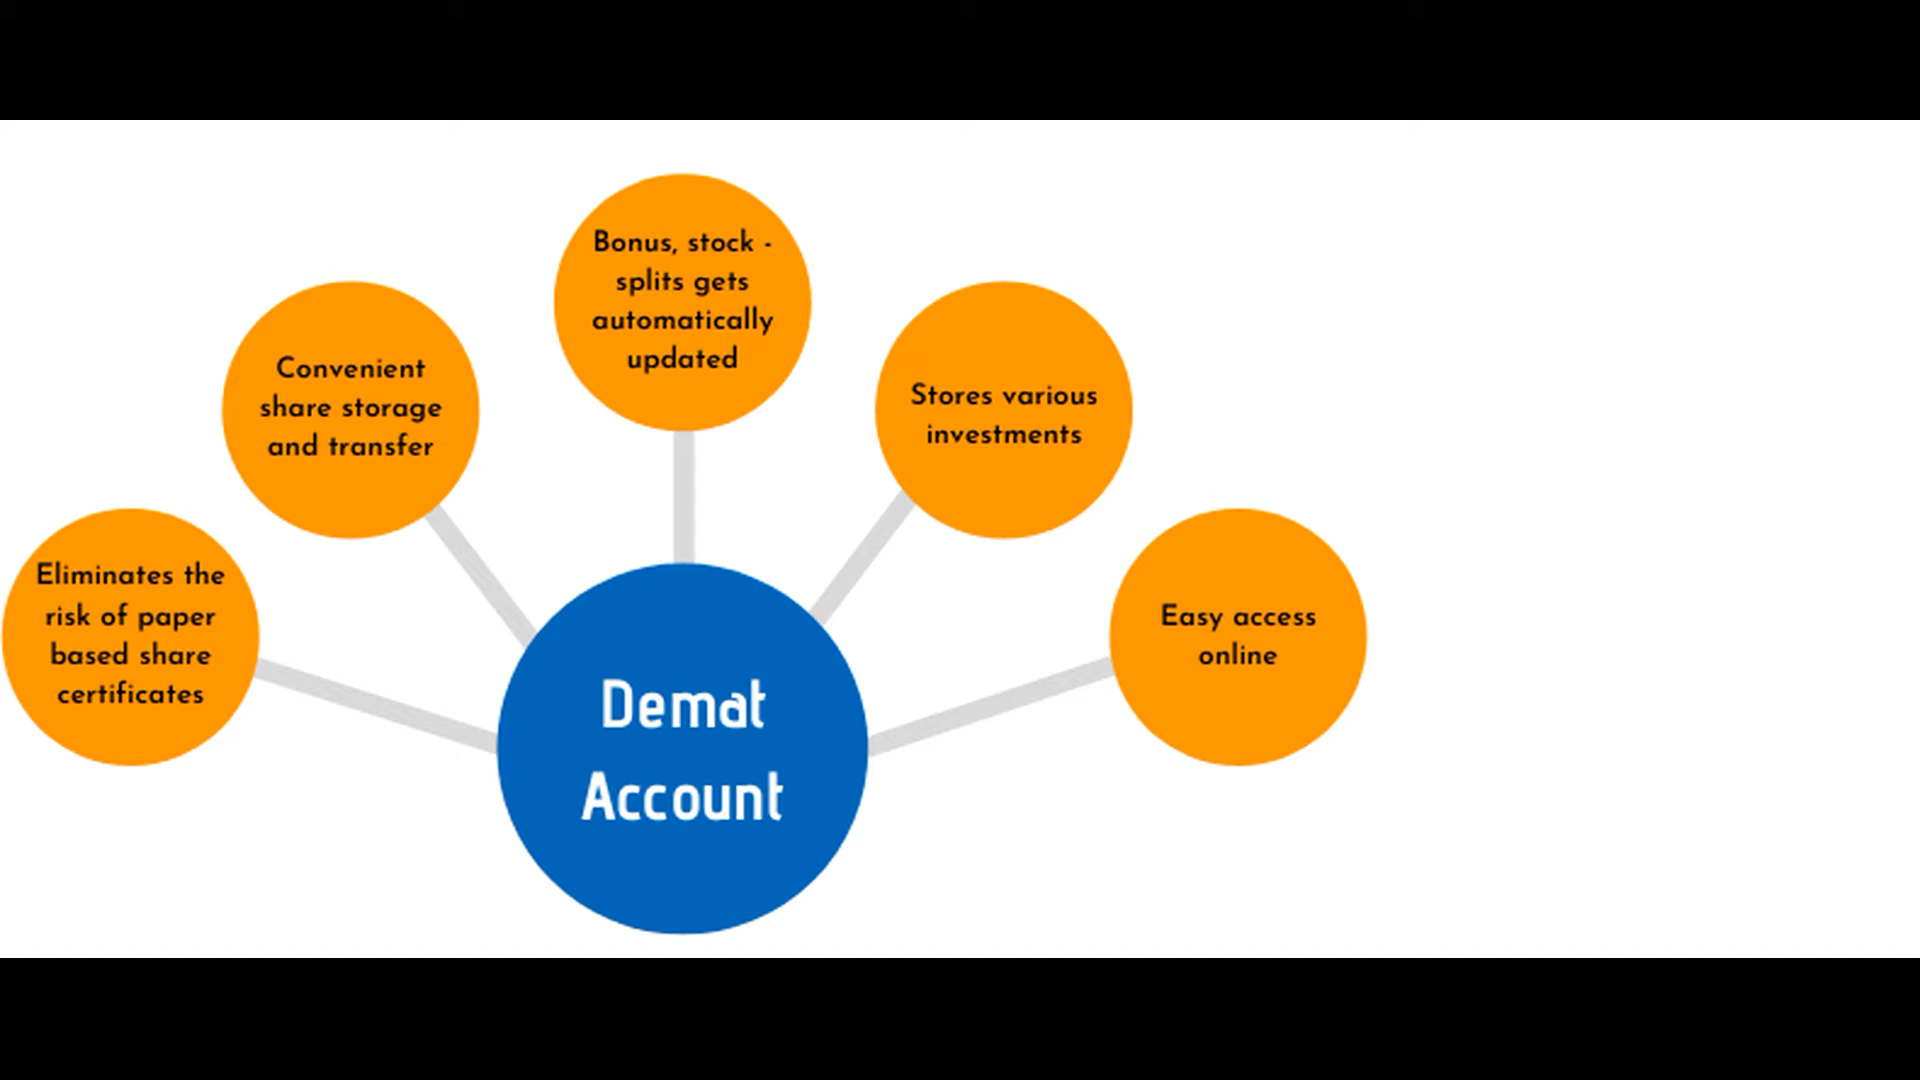 Bonus, stock -
splits gets
automatically
updated
Convenient
share storage
and transfer
Stores various
investments
Eliminates the
risk of paper
based share
certificates
Easy access
online
Demat
Account